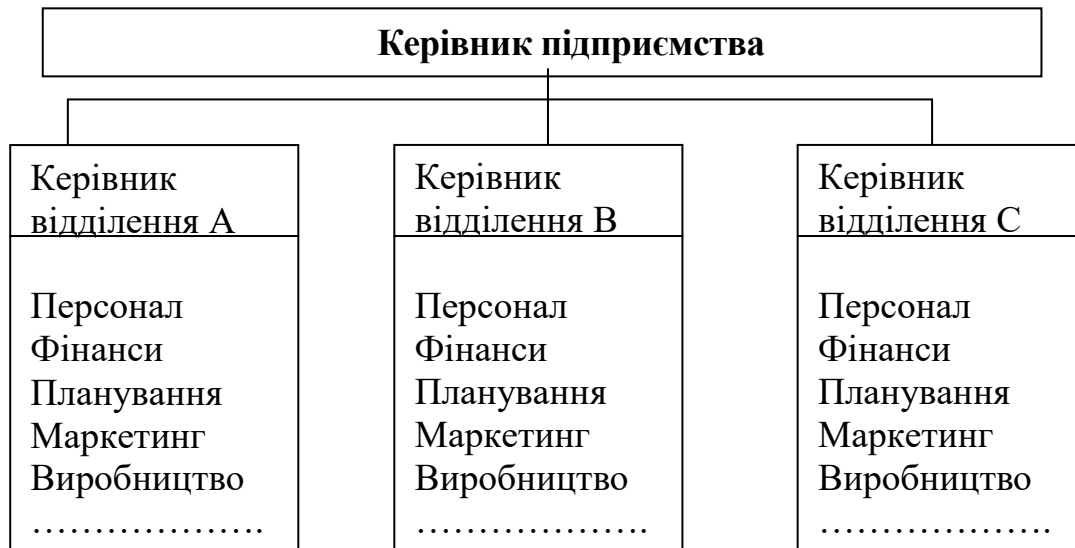 Керівник підприємства
Керівник
відділення А
Персонал
Фінанси
Планування
Маркетинг
Виробництво
………………….
Керівник
відділення В
Персонал
Фінанси
Планування
Маркетинг
Виробництво
………………….
Керівник
відділення С
Персонал
Фінанси
Планування
Маркетинг
Виробництво
………………….